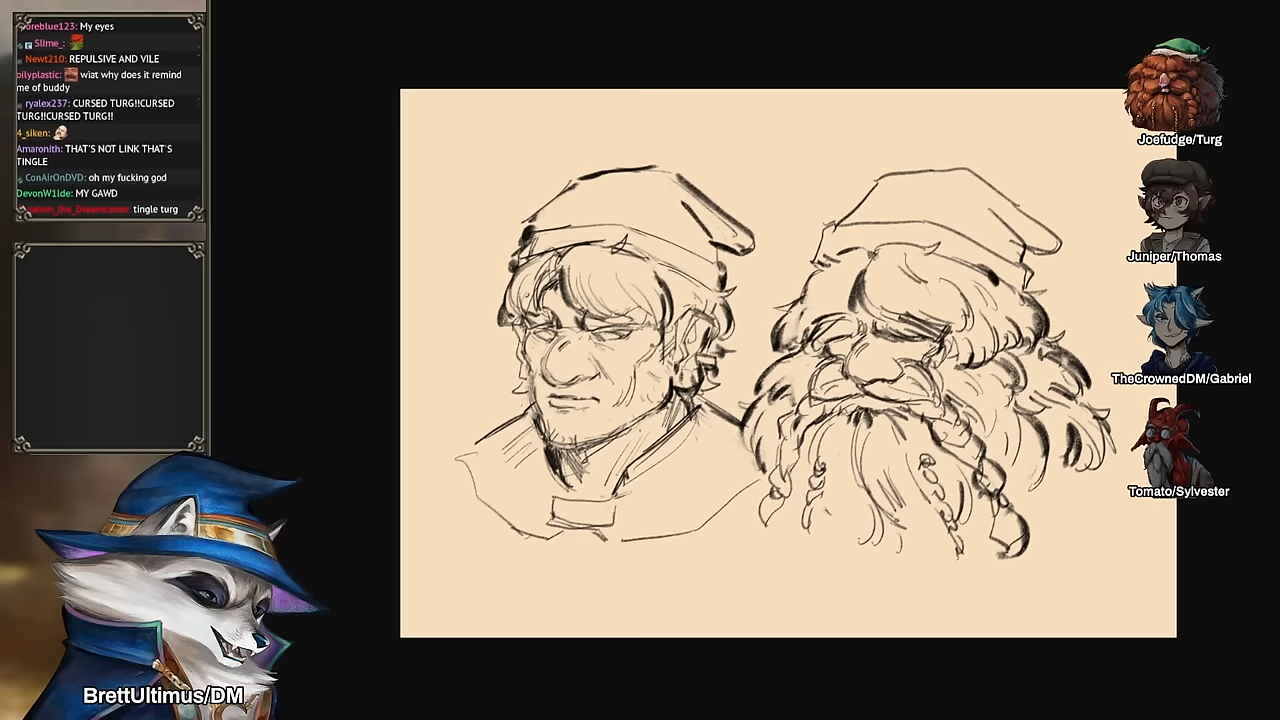 oreblue123: My eyes
Slime_:
Newt210: REPULSIVE AND VILE
oilyplastic: wiat why does it remind
me of buddy
ryalex237: CURSED TURG!!CURSED
TURG!!CURSED TURG!!
4_siken:
Amaronith: THAT'S NOT LINK THAT'S
TINGLE
ConAirOnDVD: oh my fucking god
DevonW1lde: MY GAWD
tingle turg
Joefudge/Turg
Juniper/Thomas
TheCrownedDM/Gabriel
Tomato/Sylvester
BrettUltimus/DM